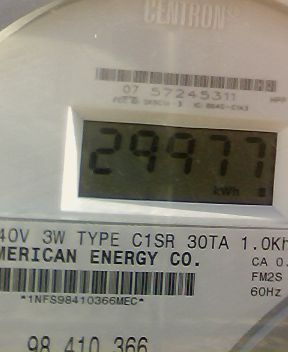 CENTRON®
07 57245311
29977
kWh
40V 3W TYPE C1SR 30TA 1.0Kh
MERICAN ENERGY CO.
CA 0.
FM2S
*1NFS98410366MEC*
60Hz
98 410 366